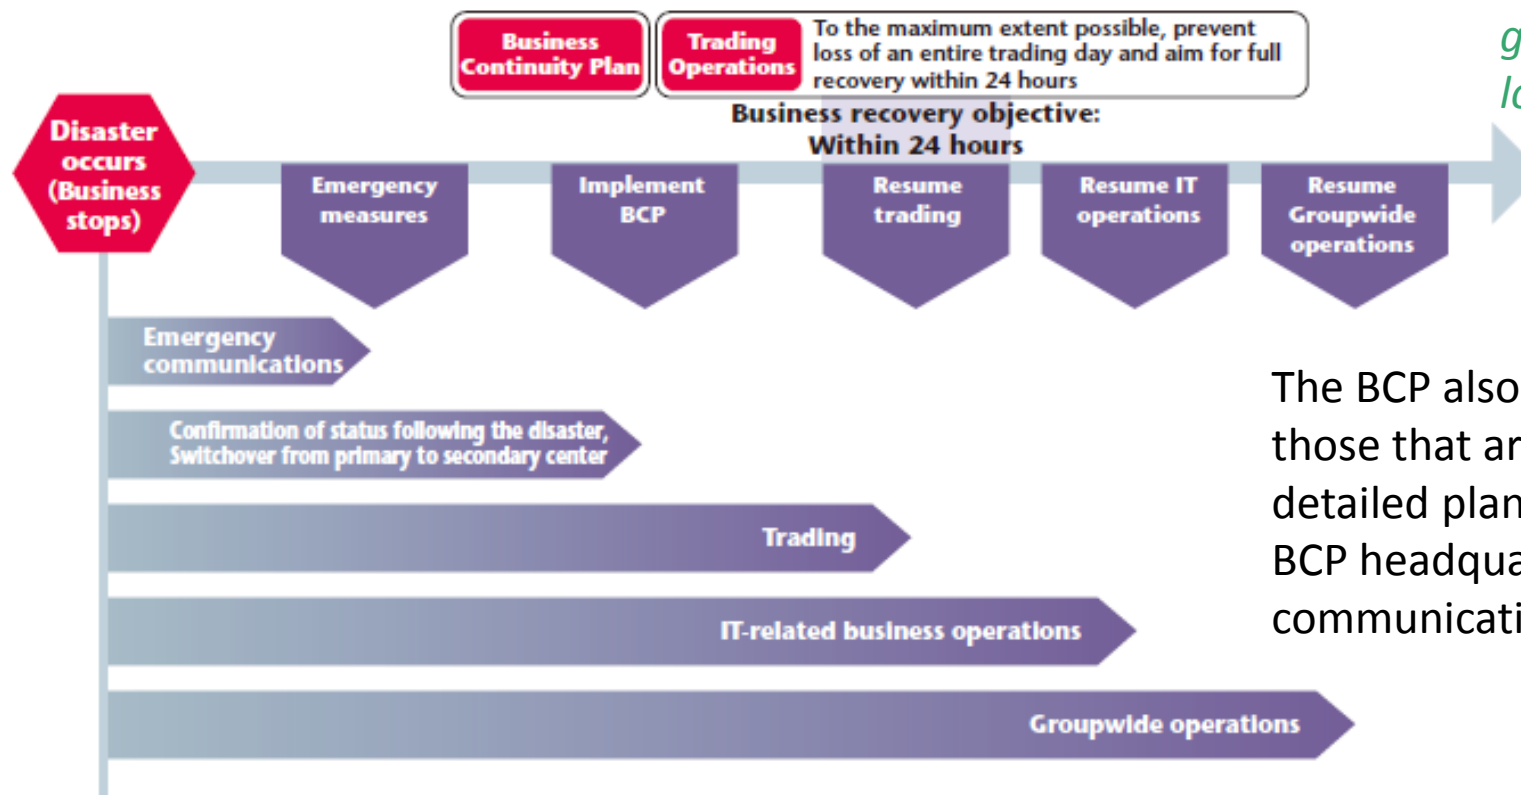 Business
Continuity Plan
Trading
Operations
To the maximum extent possible, prevent
loss of an entire trading day and aim for full
recovery within 24 hours
Business recovery objective:
Within 24 hours
Disaster
occurs
(Business
stops)
Emergency
measures
Implement
BCP
Resume
trading
Resume IT
operations
Resume
Groupwide
operations
Emergency
communications
Confirmation of status following the disaster,
Switchover from primary to secondary center
Trading
IT-related business operations
Groupwide operations
The BCP also
those that ar
detailed plan
BCP headqua
communicati